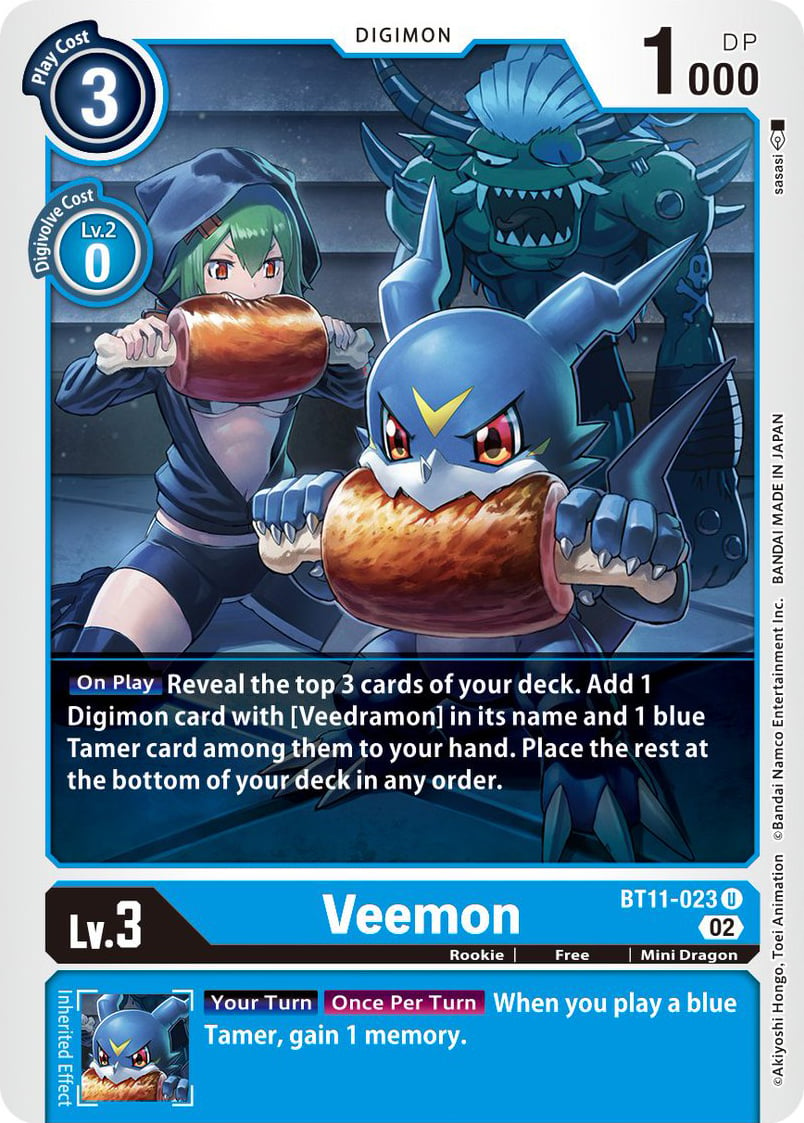 DIGIMON
Play Cost
3
1000
DP
sasasi
Digivolve Cost
Lv.2
0
On Play Reveal the top 3 cards of your deck. Add 1
Digimon card with [Veedramon] in its name and 1 blue
Tamer card among them to your hand. Place the rest at
the bottom of your deck in any order.
©Akiyoshi Hongo, Toei Animation ©Bandai Namco Entertainment Inc. BANDAI MADE IN JAPAN
Lv.3
Veemon
BT11-023 U
02
Rookie | Free | Mini Dragon
Inherited Effect
Your Turn Once Per Turn When you play a blue
Tamer, gain 1 memory.